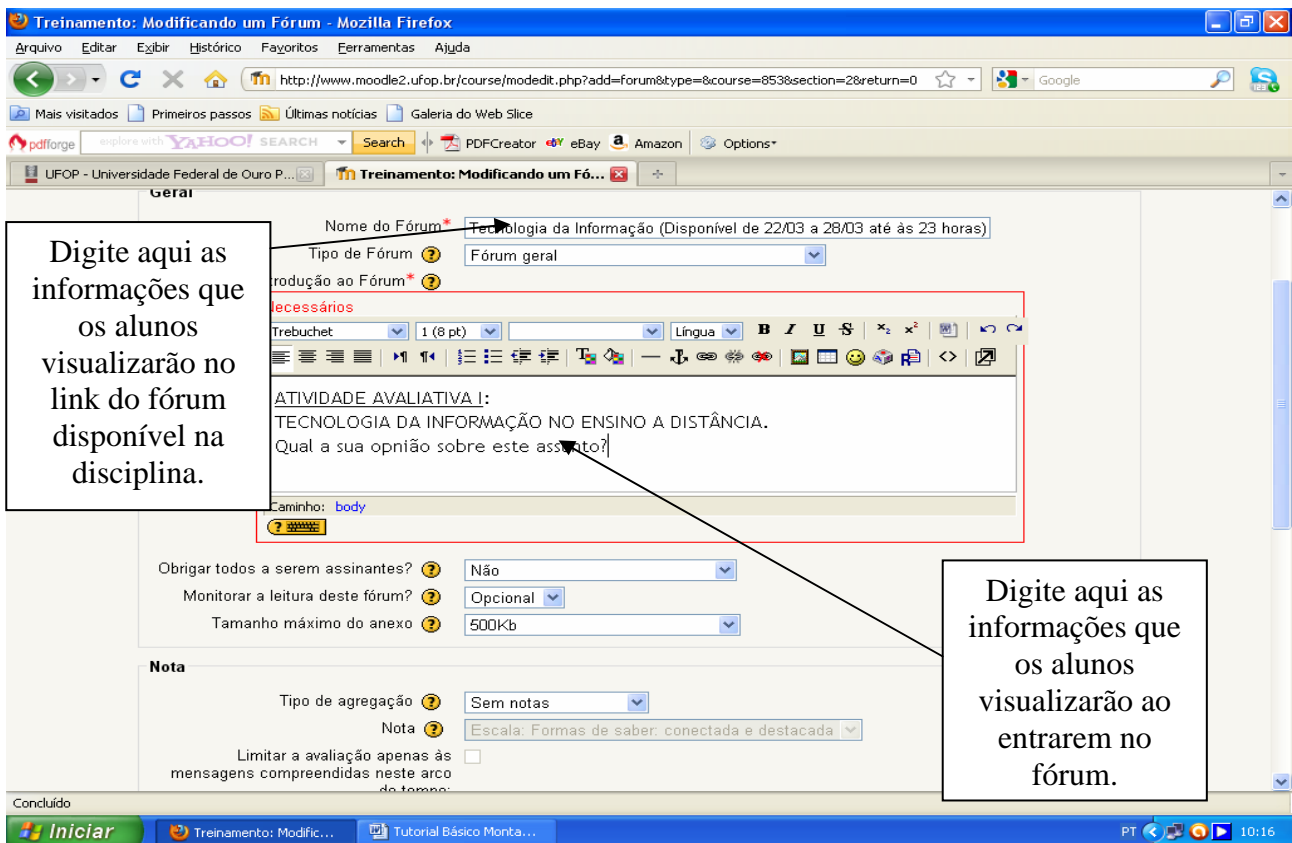 Treinamento: Modificando um Fórum - Mozilla Firefox
Arquivo Editar Exibir Histórico Favoritos Ferramentas Ajuda
http://www.moodle2.ufop.br/course/modedit.php?add=forum&type=&course=853&section=2&return=0 Google
Mais visitados Primeiros passos Últimas notícias Galeria do Web Slice
pdfforge explore with YAHOO! SEARCH Search PDFCreator eBay Amazon Options
UFOP - Universidade Federal de Ouro P... Treinamento: Modificando um Fó...
Geral
Nome do Fórum* Tecnologia da Informação (Disponível de 22/03 a 28/03 até às 23 horas)
Tipo de Fórum Fórum geral
trodução ao Fórum*
Necessários
Trebuchet 1 (8 pt) Língua B I U S
ATIVIDADE AVALIATIVA I:
TECNOLOGIA DA INFORMAÇÃO NO ENSINO A DISTÂNCIA.
Qual a sua opnião sobre este assunto?
Caminho: body
Digite aqui as
informações que
os alunos
visualizarão no
link do fórum
disponível na
disciplina.
Obrigar todos a serem assinantes? Não
Monitorar a leitura deste fórum? Opcional
Tamanho máximo do anexo 500Kb
Nota
Tipo de agregação Sem notas
Nota Escala: Formas de saber: conectada e destacada
Limitar a avaliação apenas às
mensagens compreendidas neste arco
de tempo:
Digite aqui as
informações que
os alunos
visualizarão ao
entrarem no
fórum.
Concluído
Iniciar Treinamento: Modific... Tutorial Básico Monta... PT 10:16